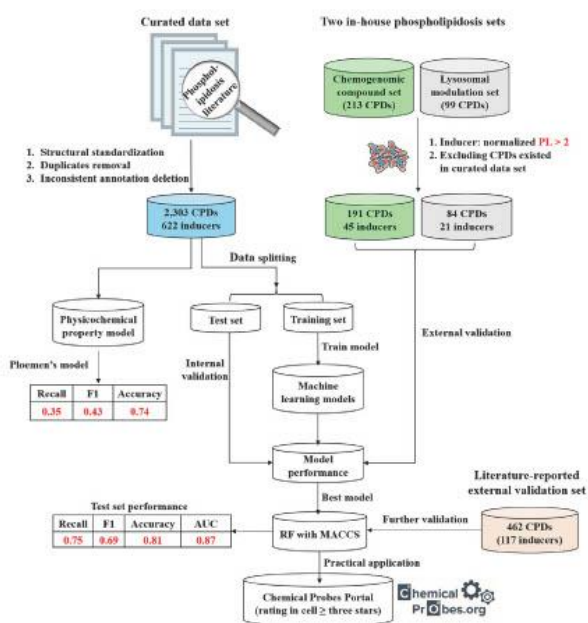 Curated data set
Two in-house phospholipidosis sets
Phosphol-
ipidosis
literature
Chemogenomic
compound set
(213 CPDs)
Lysosomal
modulation set
(99 CPDs)
1. Structural standardization
2. Duplicates removal
3. Inconsistent annotation deletion
1. Inducer: normalized PL > 2
2. Excluding CPDs existed
in curated data set
2,303 CPDs
622 inducers
191 CPDs
45 inducers
84 CPDs
21 inducers
Data splitting
Physicochemical
property model
Test set
Training set
External validation
Ploemen's model
Internal
validation
Train model
Recall F1 Accuracy
0.35 0.43 0.74
Machine
learning models
Model
performance
Literature-reported
external validation set
Test set performance
Best model
Recall F1 Accuracy AUC
0.75 0.69 0.81 0.87
RF with MACCS
Further validation
462 CPDs
(117 inducers)
Practical application
Chemical Probes Portal
(rating in cell ≥ three stars)
Chemical
PrObes.org